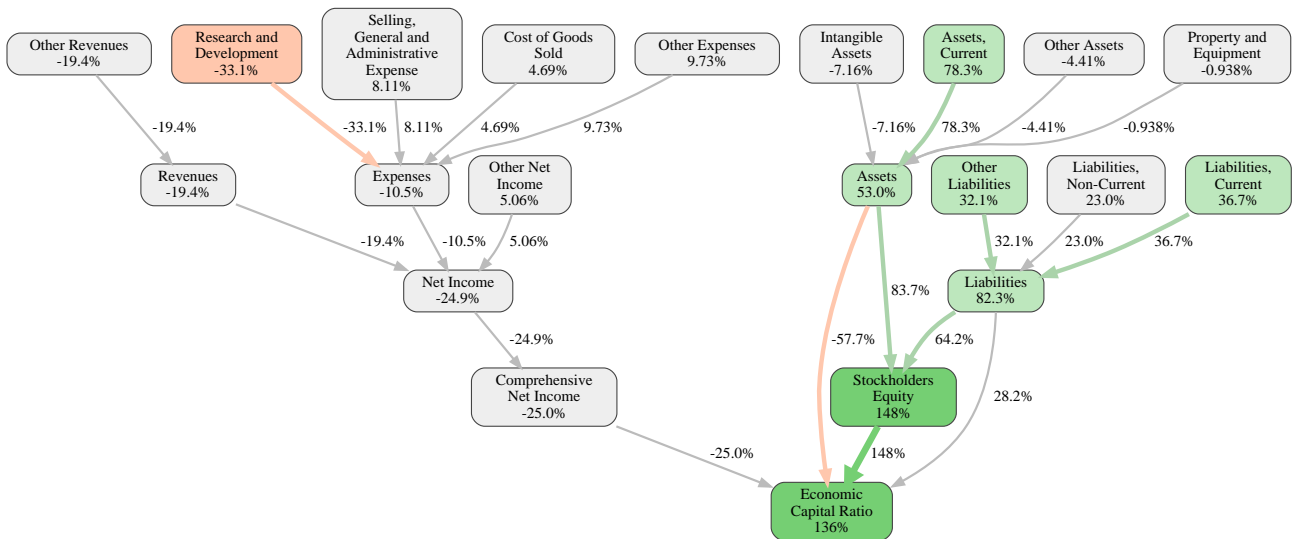 Other Revenues
-19.4%
Research and
Development
-33.1%
Selling,
General and
Administrative
Expense
8.11%
Cost of Goods
Sold
4.69%
Other Expenses
9.73%
Intangible
Assets
-7.16%
Assets,
Current
78.3%
Other Assets
-4.41%
Property and
Equipment
-0.938%
-19.4%
-33.1%
8.11%
4.69%
9.73%
-7.16%
78.3%
-4.41%
-0.938%
Revenues
-19.4%
Expenses
-10.5%
Other Net
Income
5.06%
Assets
53.0%
Other
Liabilities
32.1%
Liabilities,
Non-Current
23.0%
Liabilities,
Current
36.7%
-19.4%
-10.5%
5.06%
32.1%
23.0%
36.7%
Net Income
-24.9%
83.7%
Liabilities
82.3%
-24.9%
-57.7%
64.2%
Comprehensive
Net Income
-25.0%
Stockholders
Equity
148%
28.2%
-25.0%
148%
Economic
Capital Ratio
136%